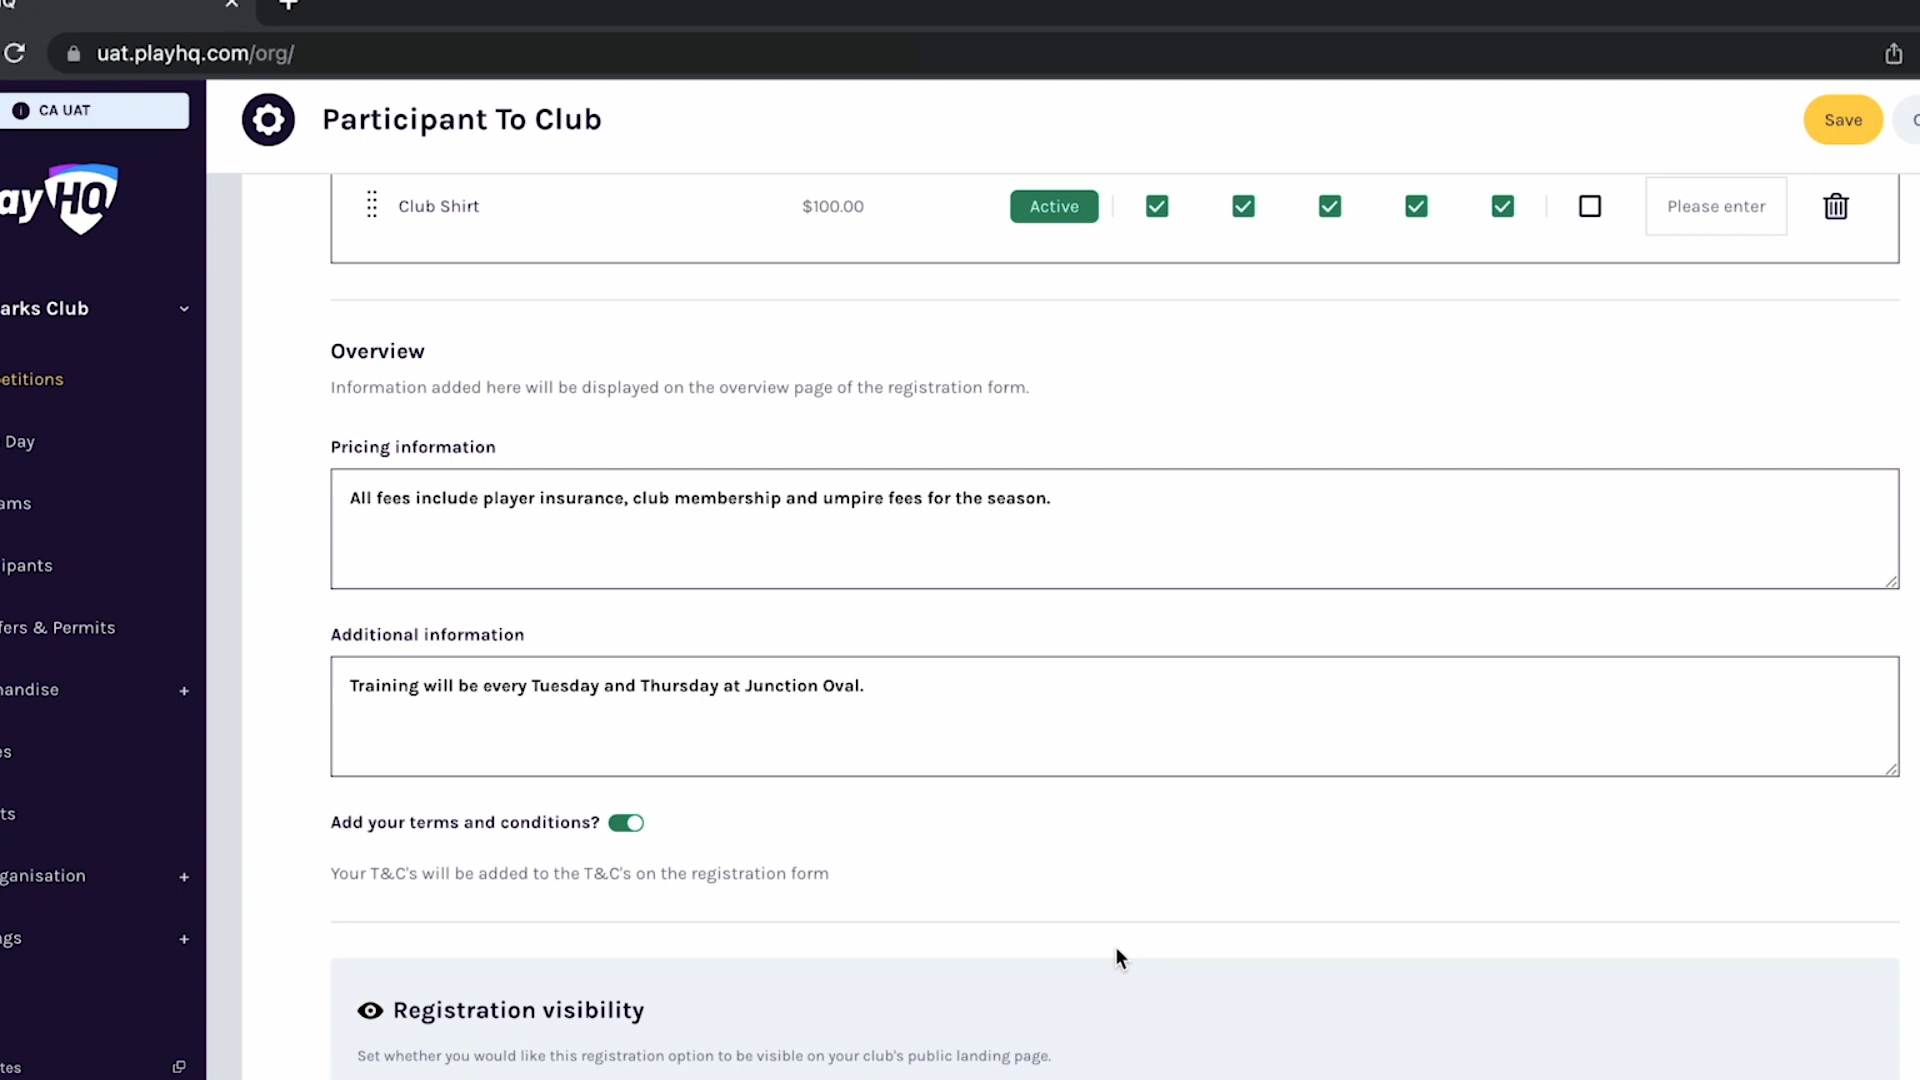 uat.playhq.com/org/
CA UAT
Participant To Club
Save
ay HQ
Club Shirt $100.00 Active Please enter
arks Club
Overview
Information added here will be displayed on the overview page of the registration form.
etitions
Day
Pricing information
All fees include player insurance, club membership and umpire fees for the season.
ams
ipants
fers & Permits
Additional information
Training will be every Tuesday and Thursday at Junction Oval.
handise
es
ts
Add your terms and conditions?
Your T&C's will be added to the T&C's on the registration form
ganisation
gs
Registration visibility
Set whether you would like this registration option to be visible on your club's public landing page.
tes